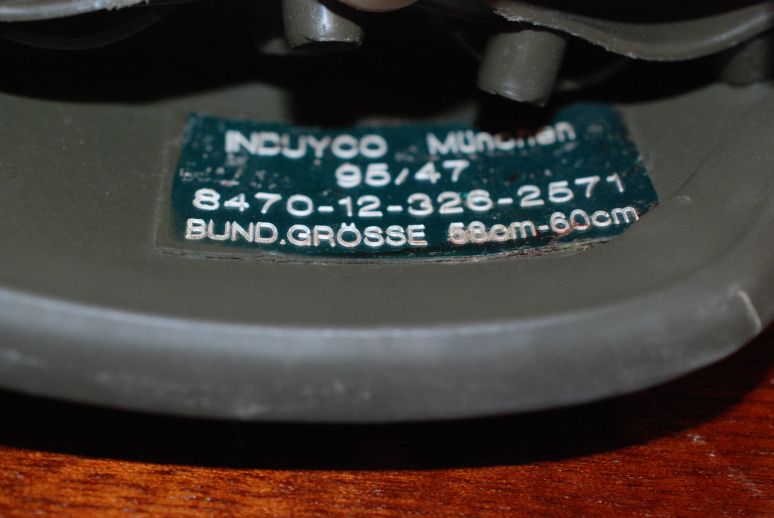 INDUYCO München
95/47
8470-12-326-2571
BUND.GRÖSSE 58cm-60cm